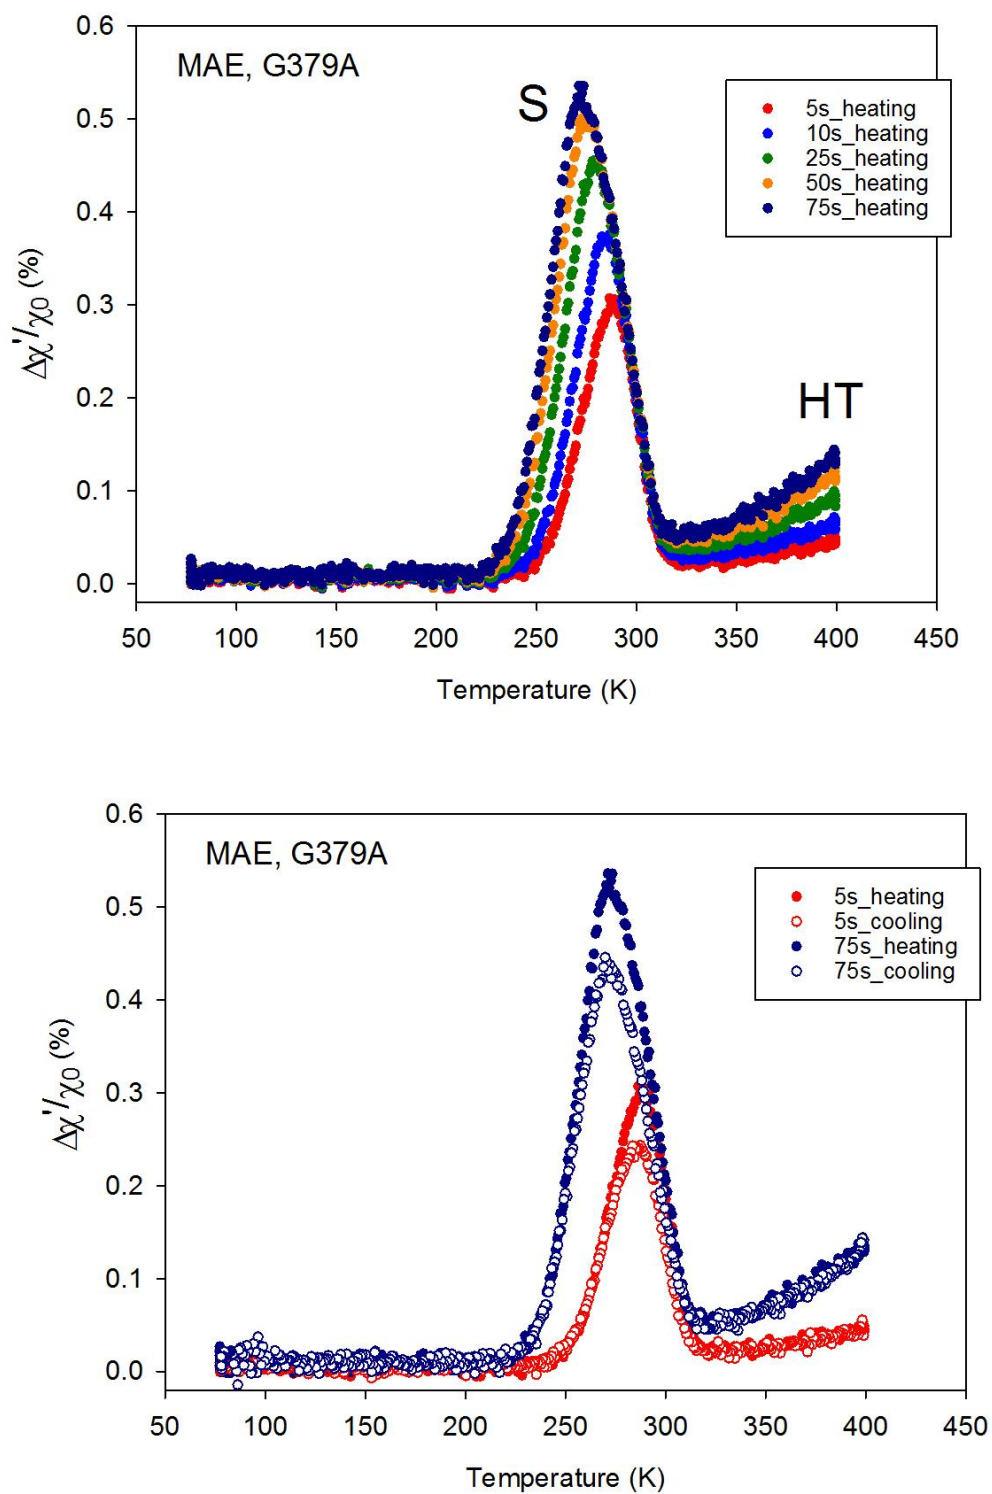 MAE, G379A
S
HT
5s_heating
10s_heating
25s_heating
50s_heating
75s_heating
Δχ'/χ0 (%)
0.6
0.5
0.4
0.3
0.2
0.1
0.0
50 100 150 200 250 300 350 400 450
Temperature (K)
MAE, G379A
5s_heating
5s_cooling
75s_heating
75s_cooling
Δχ'/χ0 (%)
0.6
0.5
0.4
0.3
0.2
0.1
0.0
50 100 150 200 250 300 350 400 450
Temperature (K)